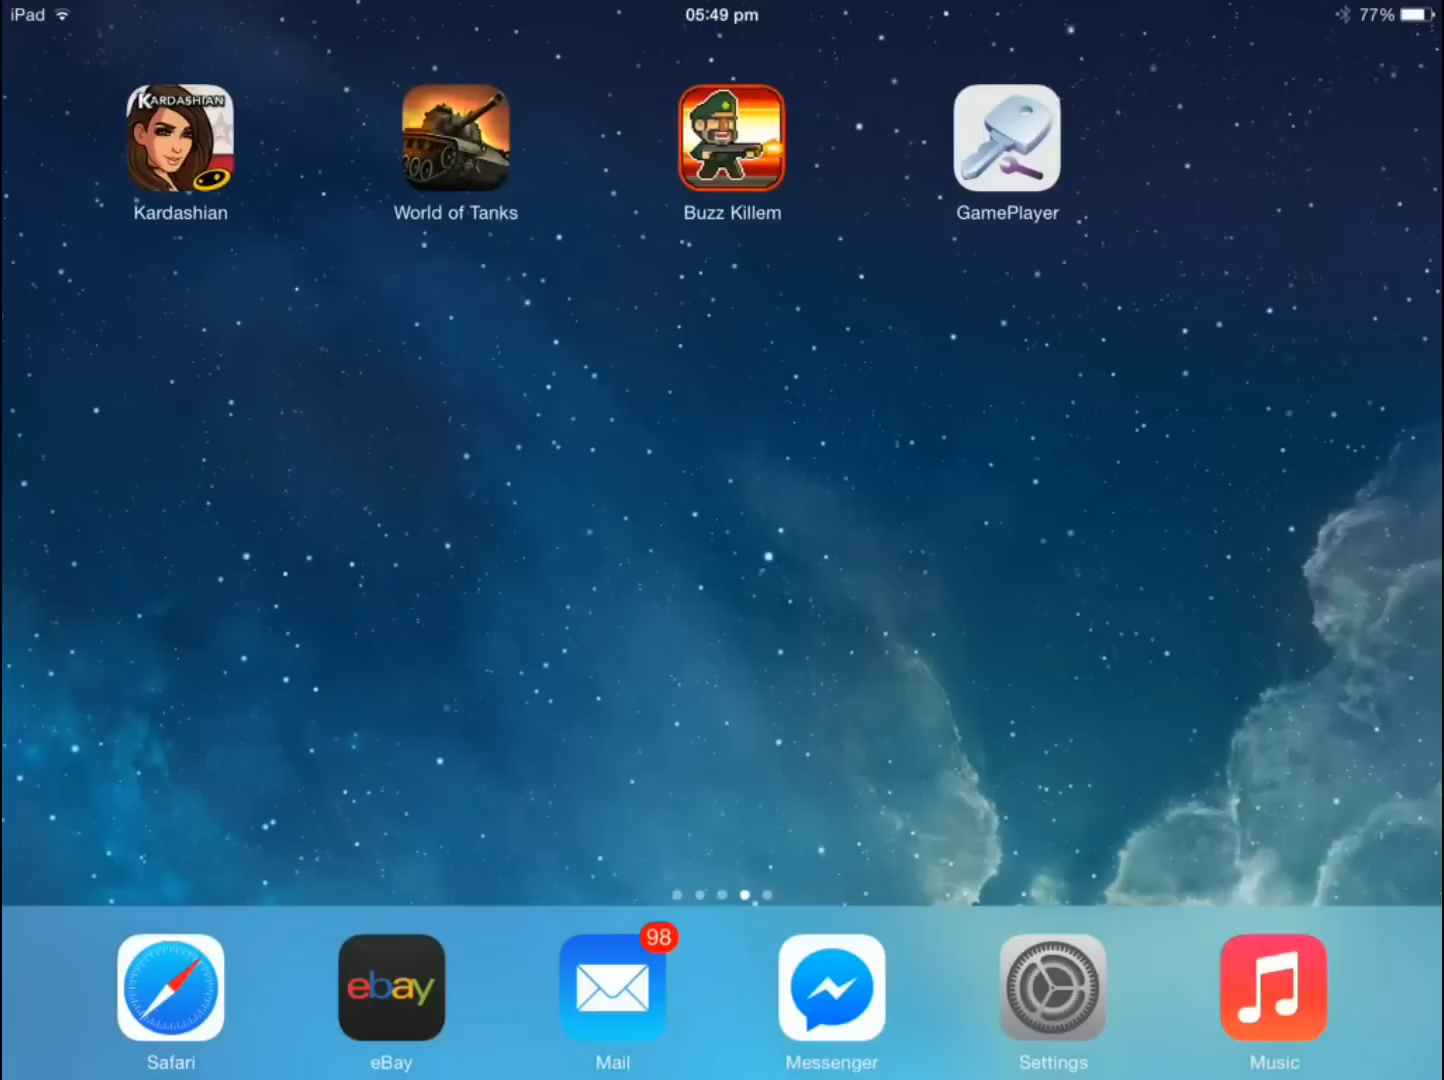 iPad 05:49 pm 77%
KARDASHIAN
Kardashian World of Tanks Buzz Killem GamePlayer
98
ebay
Safari eBay Mail Messenger Settings Music